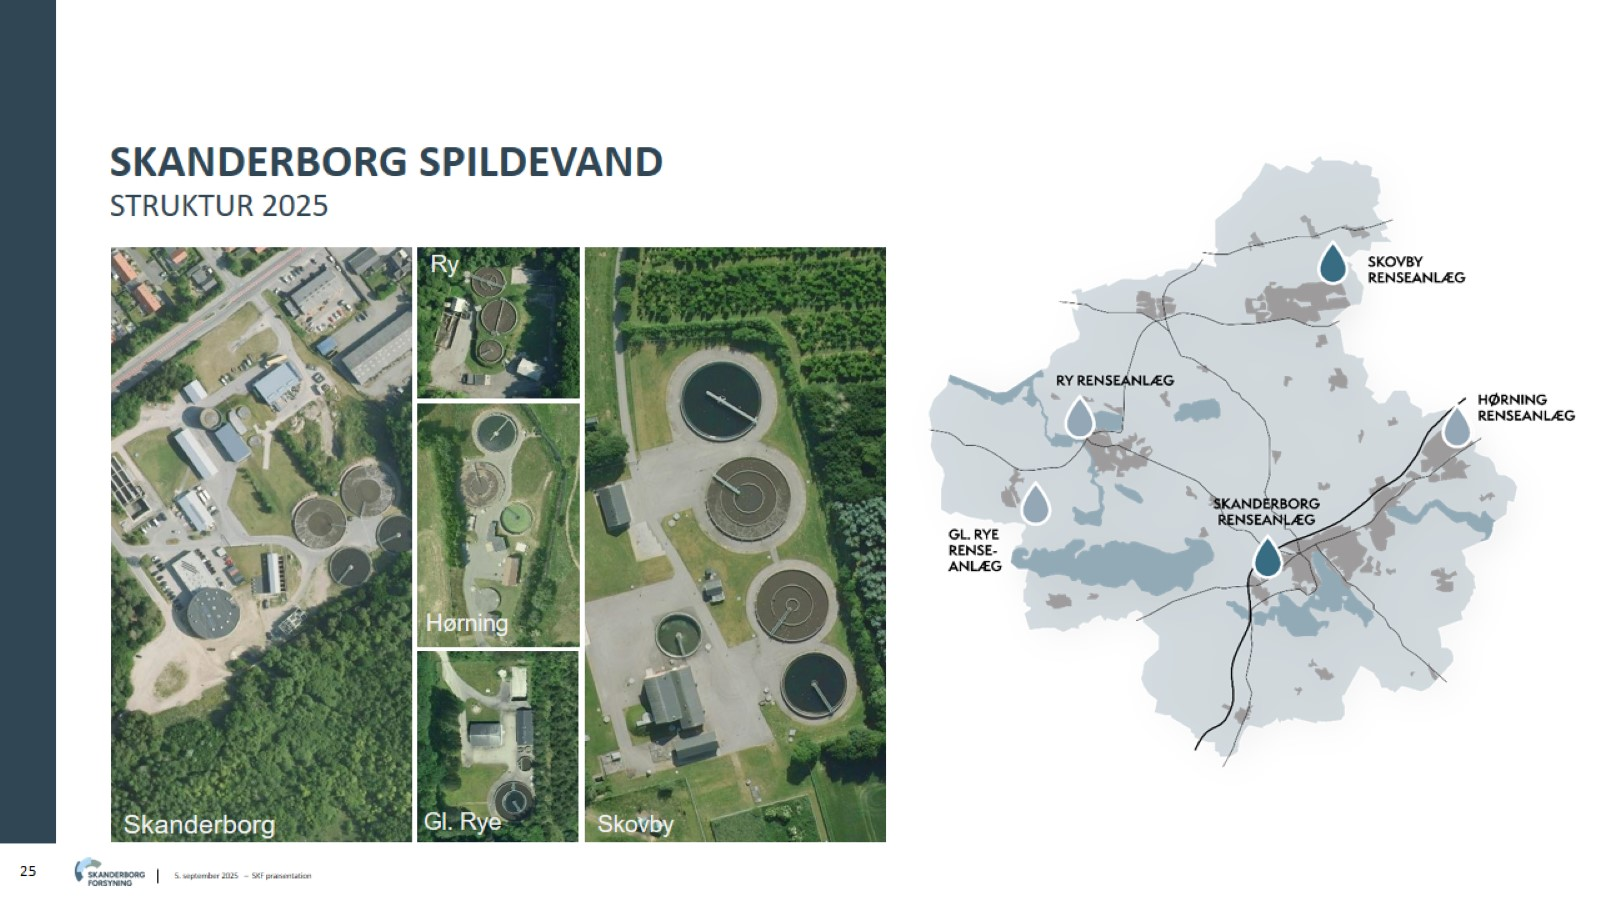 SKANDERBORG SPILDEVAND
STRUKTUR 2025
Ry
Hørning
Skanderborg
Gl. Rye
Skovby
SKOVBY
RENSEANLÆG
RY RENSEANLÆG
HØRNING
RENSEANLÆG
SKANDERBORG
RENSEANLÆG
GL. RYE
RENSE-
ANLÆG
25
SKANDERBORG
FORSYNING
5. september 2025 – SKF præsentation